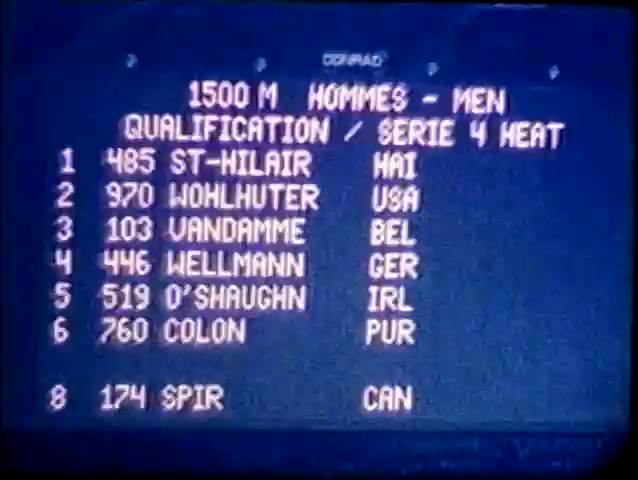 CONRAD
1500 M HOMMES - MEN
QUALIFICATION / SERIE 4 HEAT
1 485 ST-HILAIR HAI
2 970 WOHLHUTER USA
3 103 VANDAMME BEL
4 446 WELLMANN GER
5 519 O'SHAUGHN IRL
6 760 COLON PUR
8 174 SPIR CAN